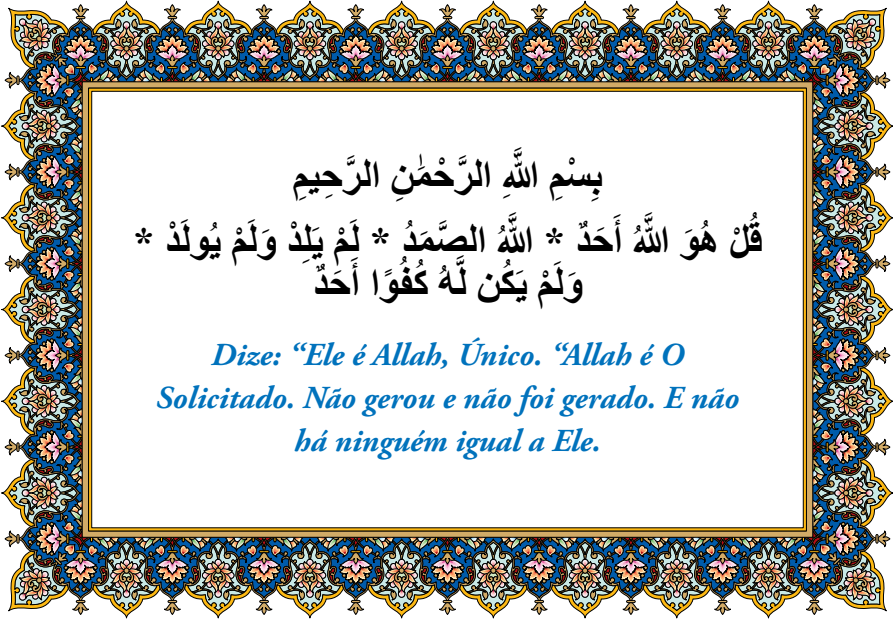 بِسْمِ اللَّهِ الرَّحْمَٰنِ الرَّحِيمِ
قُلْ هُوَ اللَّهُ أَحَدٌ * اللَّهُ الصَّمَدُ * لَمْ يَلِدْ وَلَمْ يُولَدْ *
وَلَمْ يَكُن لَّهُ كُفُوًا أَحَدٌ
Dize: “Ele é Allah, Único. “Allah é O
Solicitado. Não gerou e não foi gerado. E não
há ninguém igual a Ele.